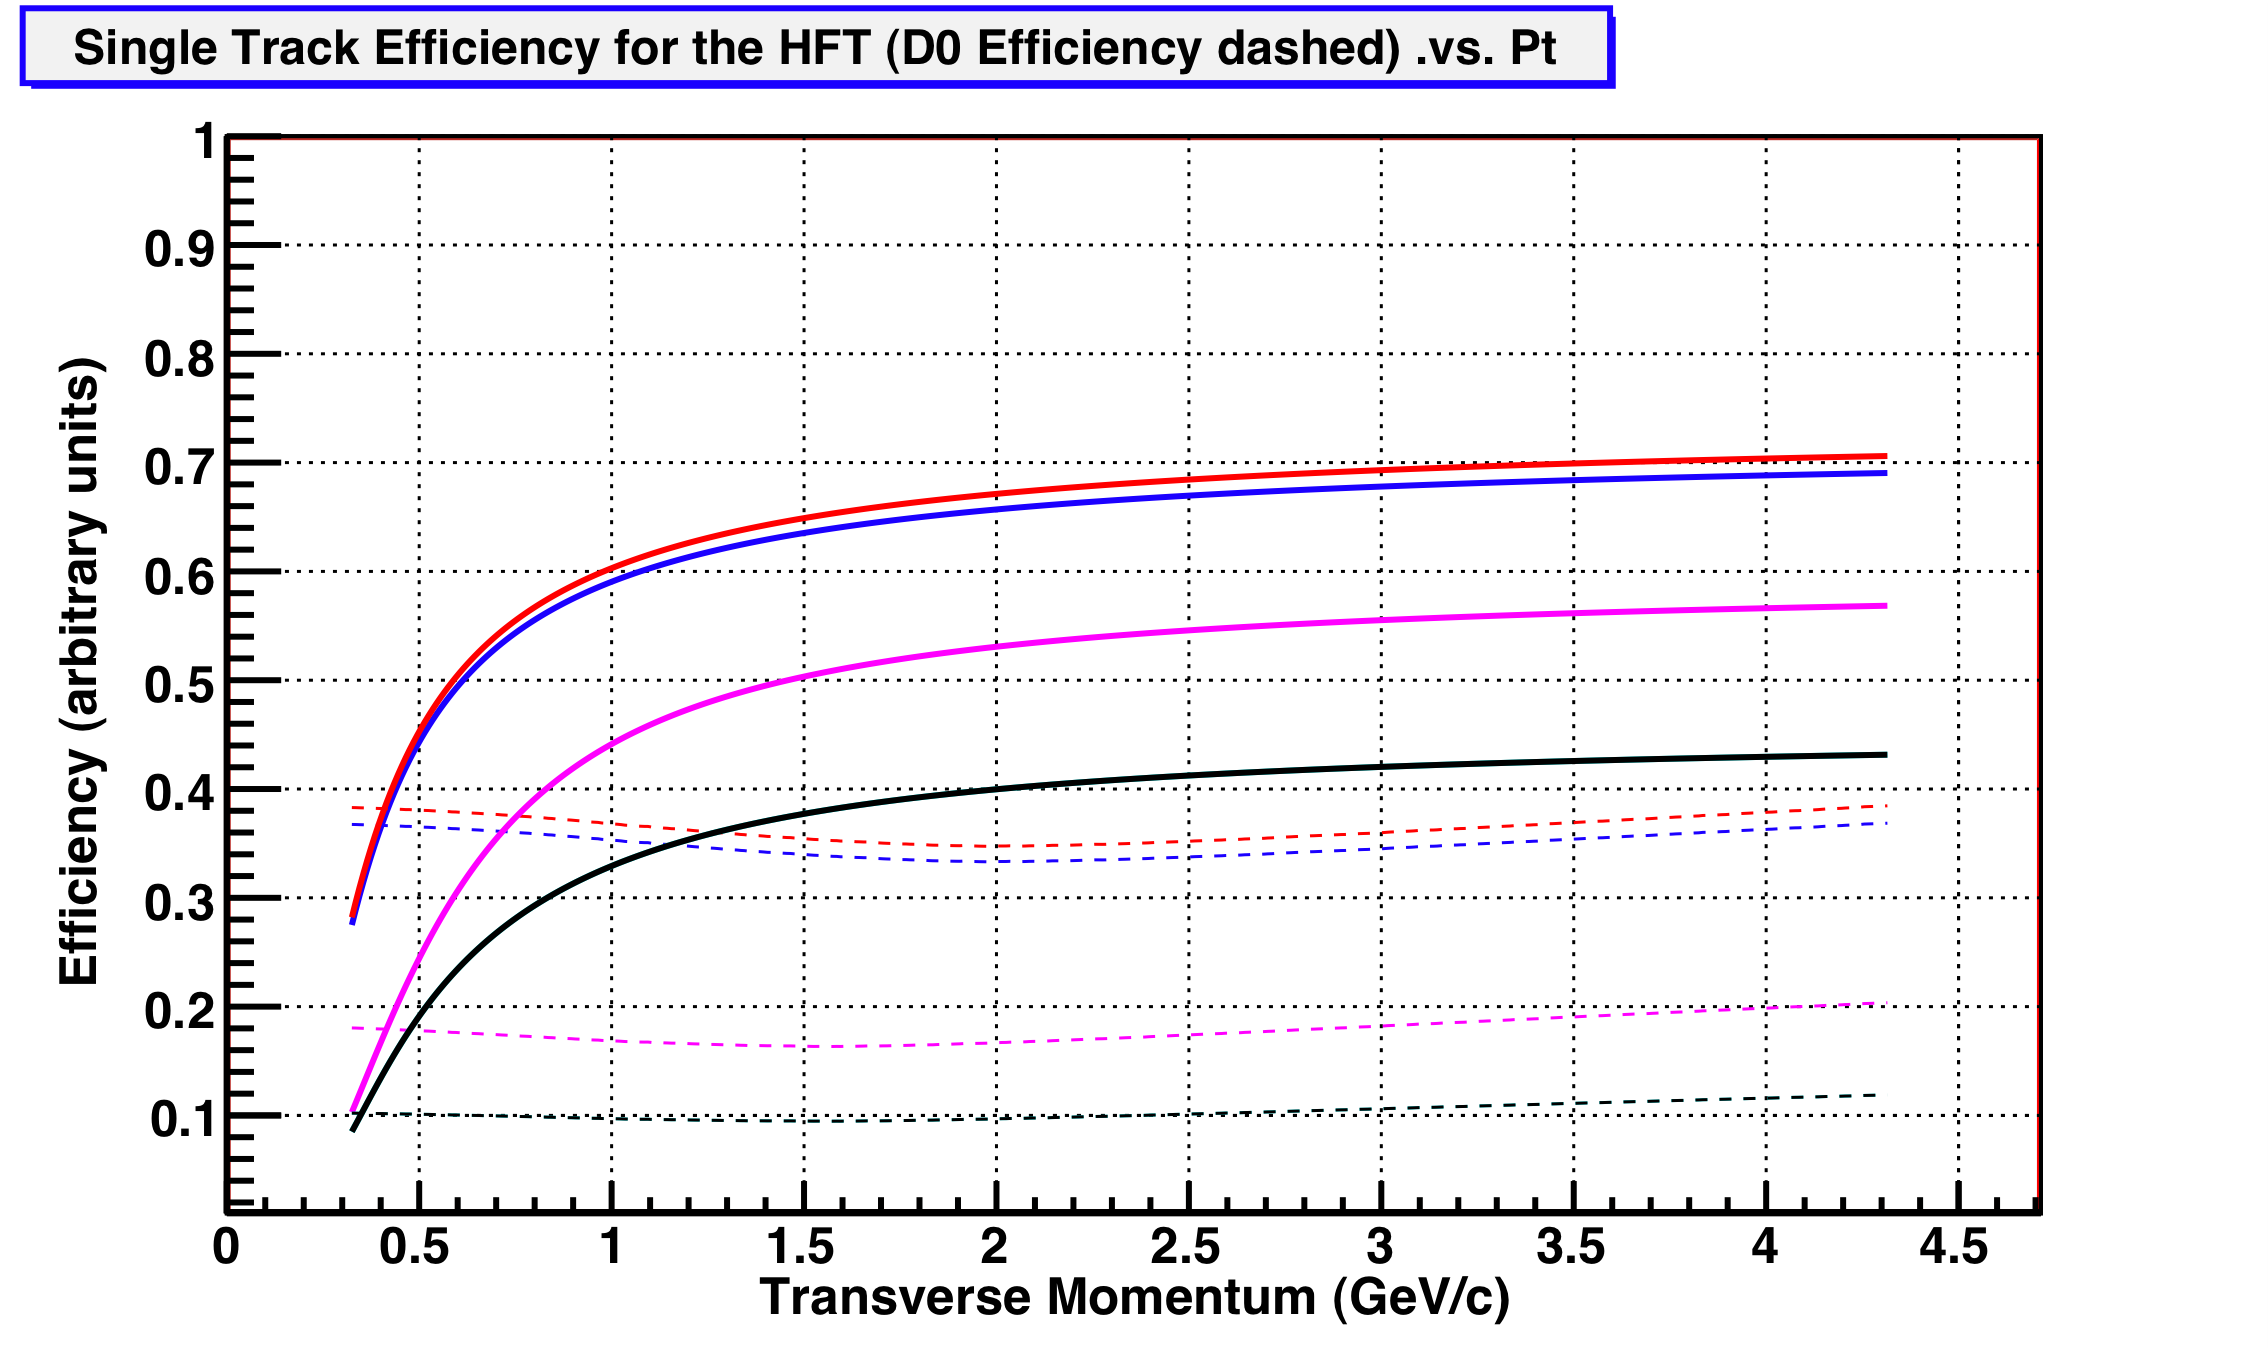 Single Track Efficiency for the HFT (D0 Efficiency dashed) .vs. Pt
1
0.9
0.8
0.7
0.6
0.5
0.4
0.3
0.2
0.1
Efficiency (arbitrary units)
0 0.5 1 1.5 2 2.5 3 3.5 4 4.5
Transverse Momentum (GeV/c)